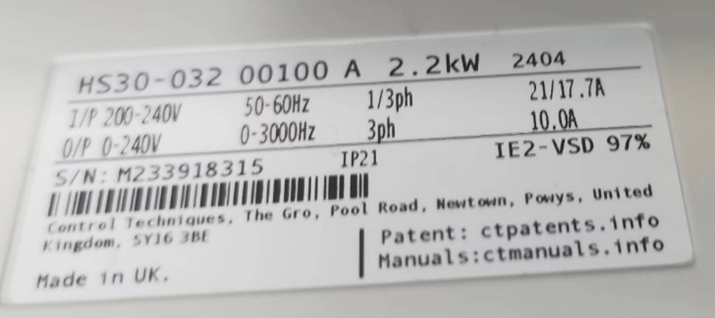 HS30-032 00100 A 2.2kW 2404
I/P 200-240V 50-60Hz 1/3ph 21/17.7A
O/P 0-240V 0-3000Hz 3ph 10.0A
S/N: M233918315 IP21 IE2-VSD 97%
Control Techniques, The Gro, Pool Road, Newtown, Powys, United
Kingdom, SY16 3BE
Patent: ctpatents.info
Manuals:ctmanuals.info
Made in UK.